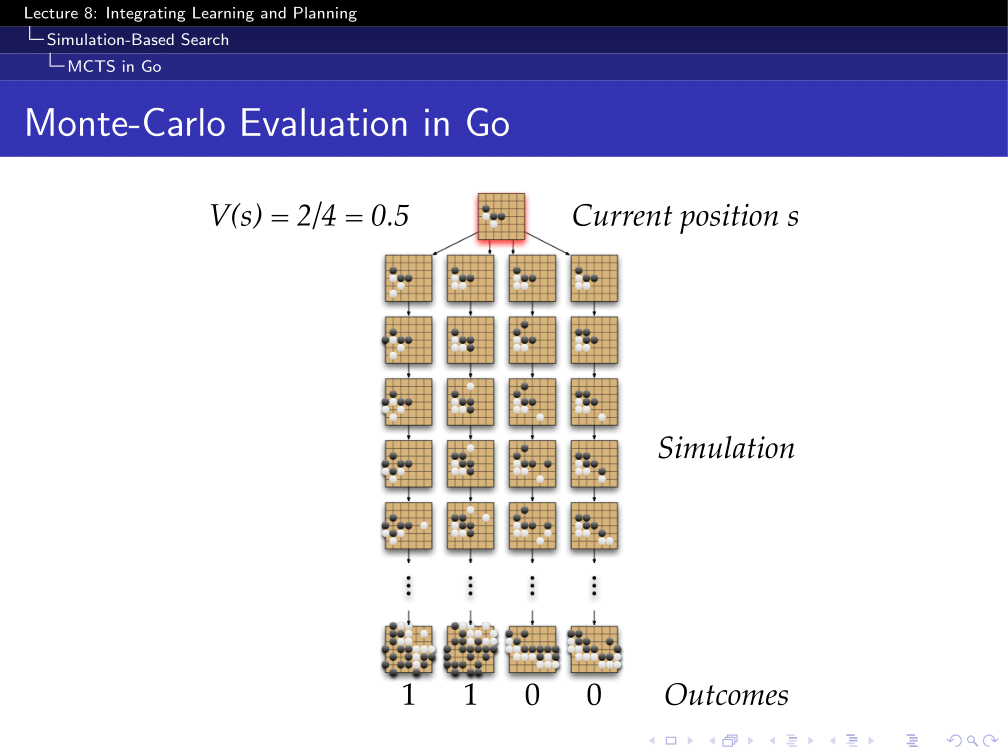 Lecture 8: Integrating Learning and Planning
Simulation-Based Search
MCTS in Go
Monte-Carlo Evaluation in Go
V(s) = 2/4 = 0.5
Current position s
Simulation
1 1 0 0
Outcomes